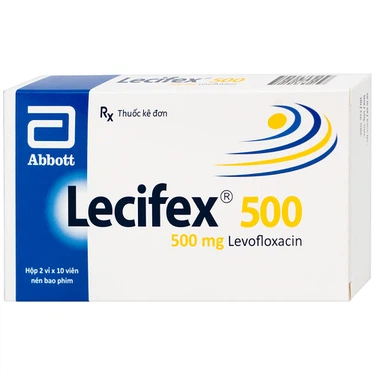 Rx Thuốc kê đơn
Abbott
Lecifex® 500
500 mg Levofloxacin
Hộp 2 vỉ x 10 viên
nén bao phim